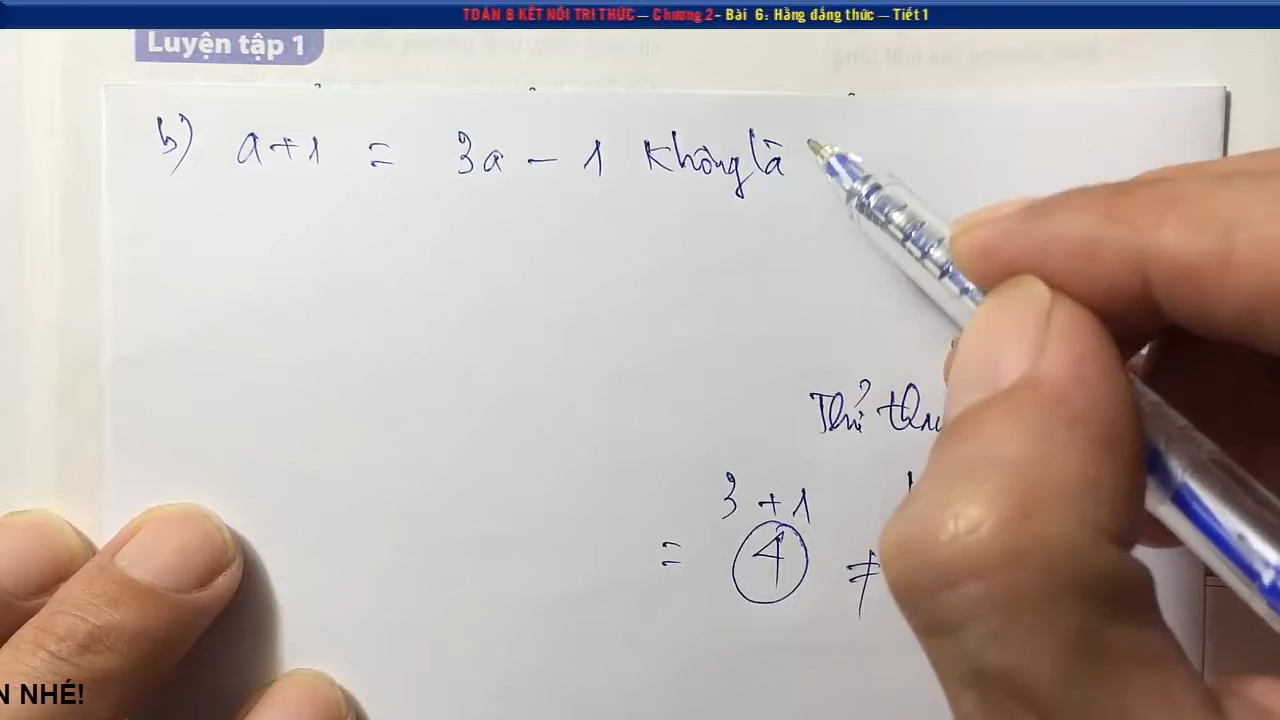 TOÁN 8 KẾT NỐI TRI THỨC – Chương 2 - Bài 6: Hằng đẳng thức – Tiết 1
Luyện tập 1
b) a + 1 = 3a - 1 không là
Thử
3 + 1
= 4 ≠
N NHÉ!